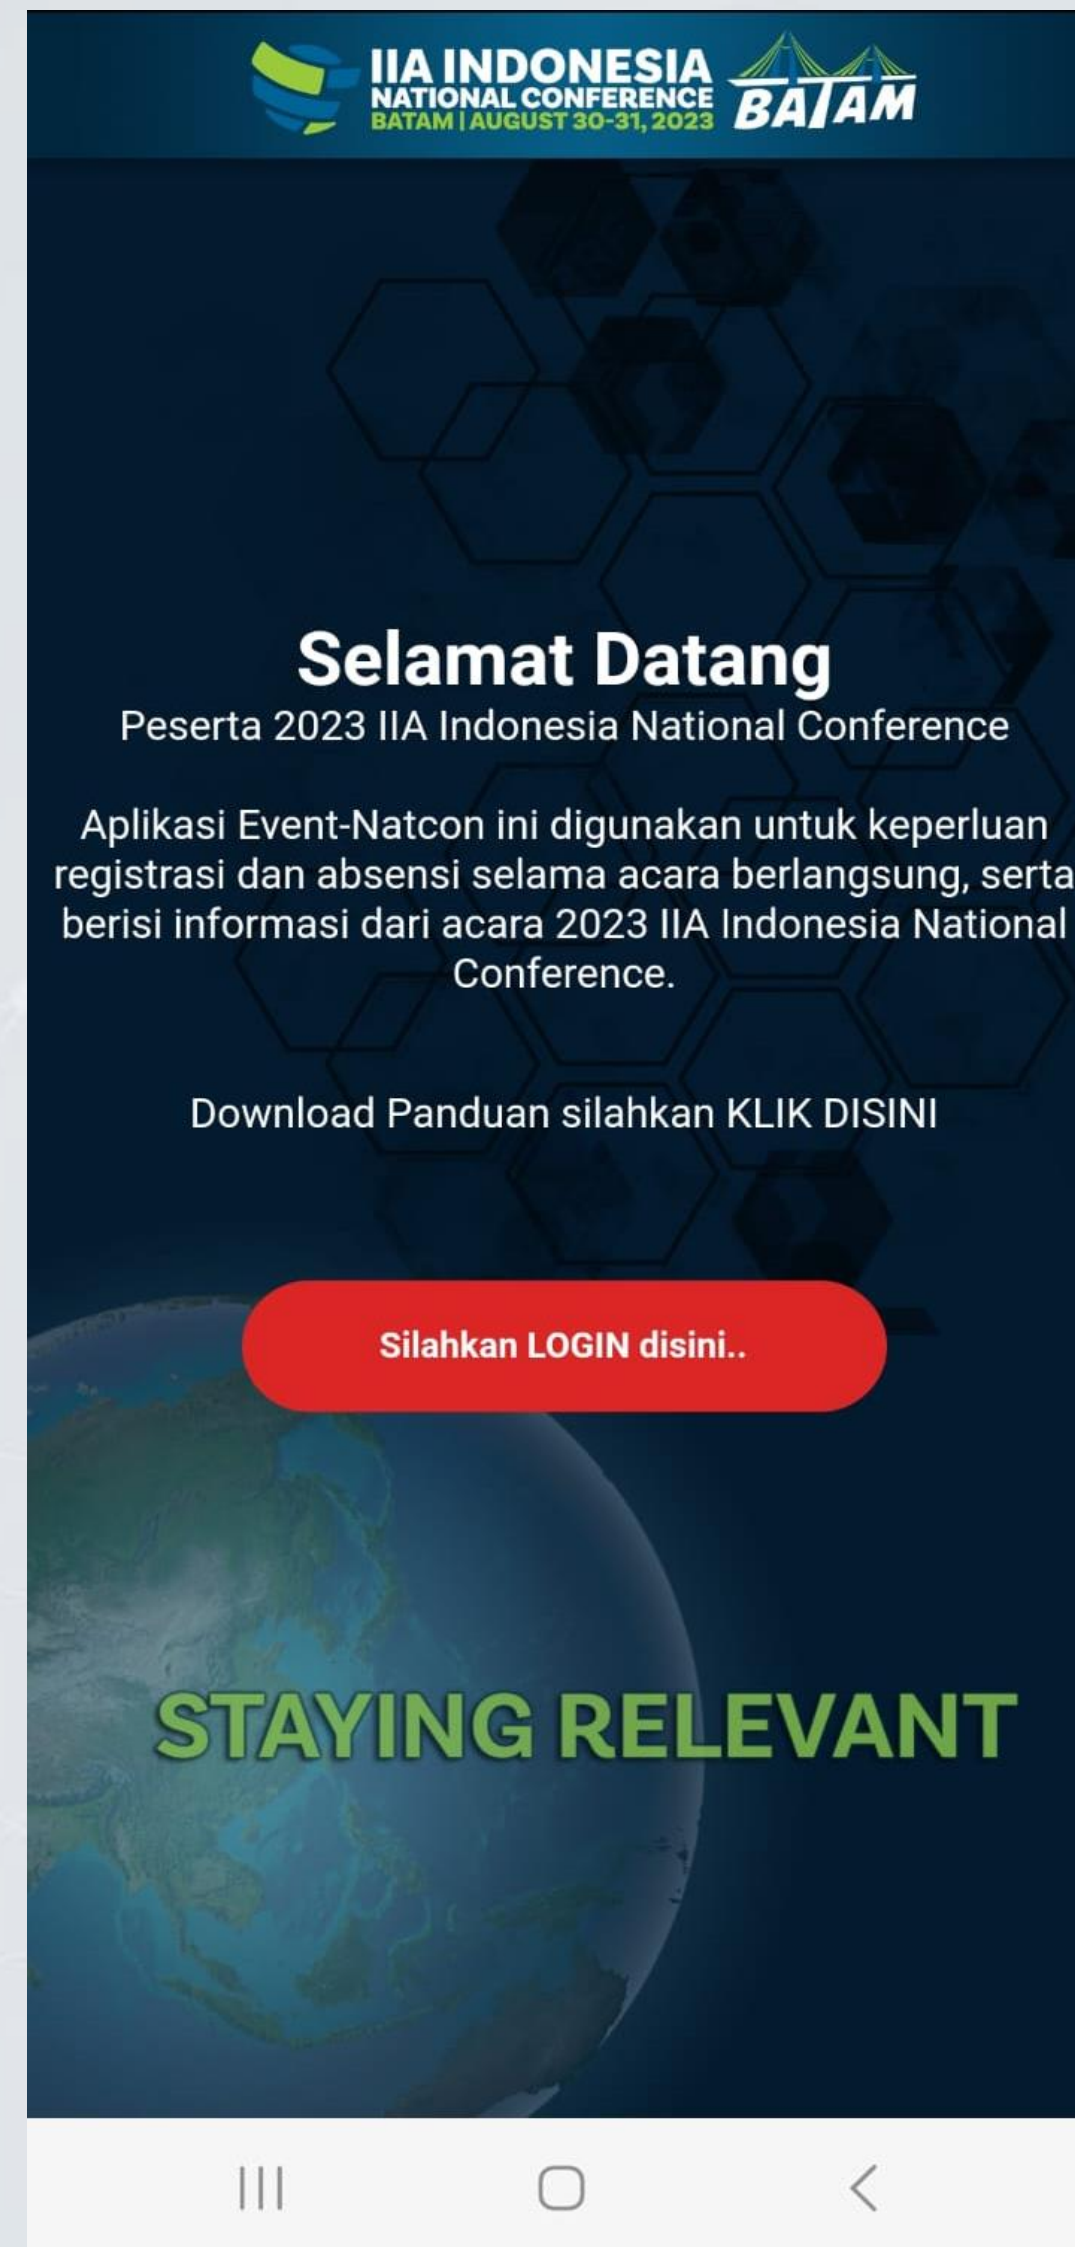 IIA INDONESIA
NATIONAL CONFERENCE
BATAM | AUGUST 30-31, 2023
BATAM
Selamat Datang
Peserta 2023 IIA Indonesia National Conference
Aplikasi Event-Natcon ini digunakan untuk keperluan
registrasi dan absensi selama acara berlangsung, serta
berisi informasi dari acara 2023 IIA Indonesia National
Conference.
Download Panduan silahkan KLIK DISINI
Silahkan LOGIN disini..
STAYING RELEVANT